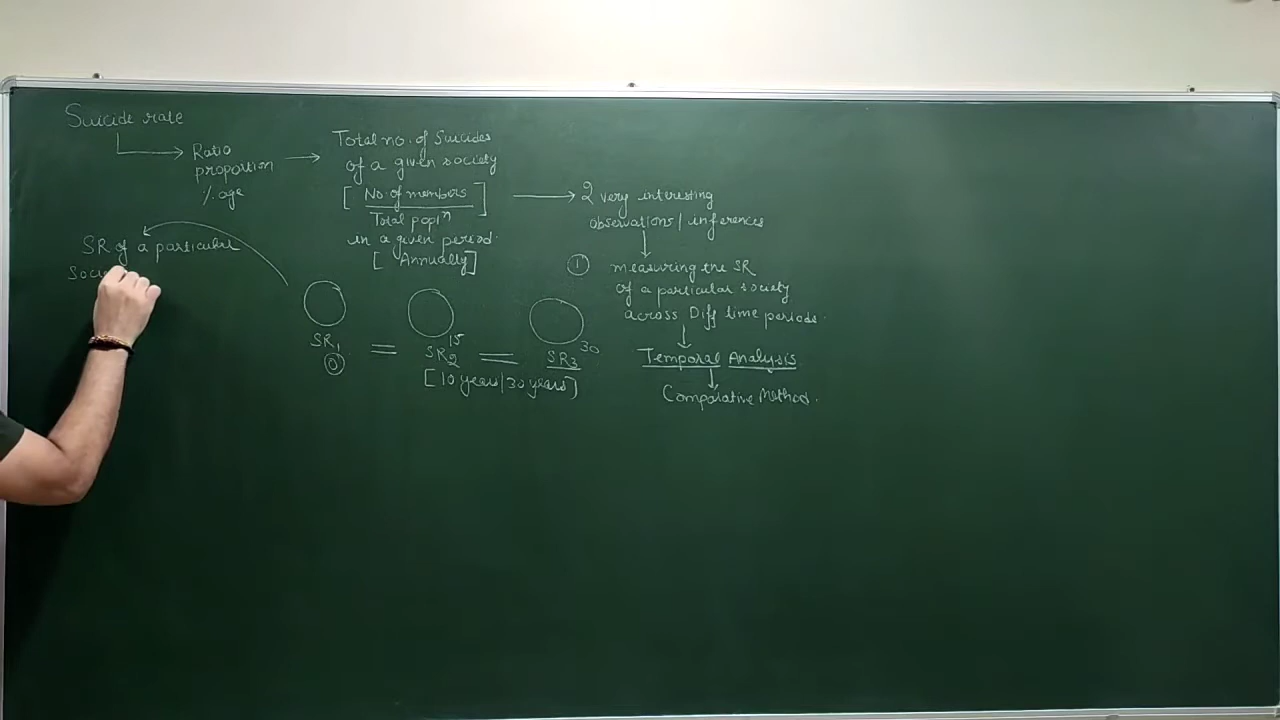 Suicide rate
Ratio
proportion
%age
Total no. of Suicides
of a given society
[ No. of members ]
Total popl^n
in a given period.
[ Annually ]
2 very interesting
observations / inferences
① measuring the SR
of a particular society
across Diff time periods.
Temporal Analysis
Comparative Method.
SR of a particular
Soci
SR₁
0
SR₂ 15
SR₃ 30
= =
[10 years/30 years]